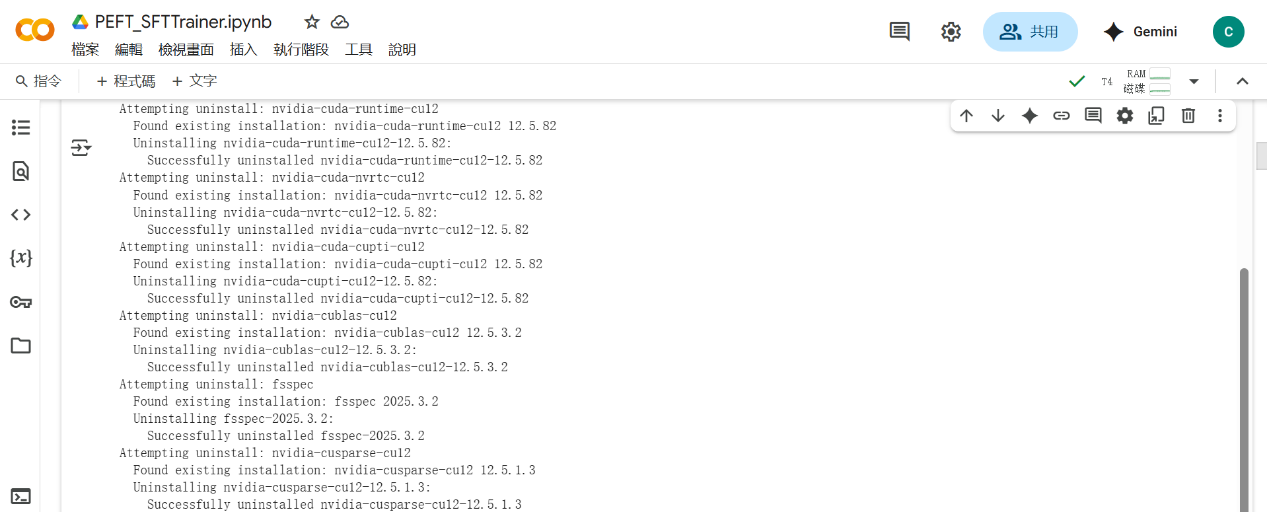 PEFT_SFTTrainer.ipynb
檔案 編輯 檢視畫面 插入 執行階段 工具 說明
共用
Gemini
C
指令 + 程式碼 + 文字
T4
RAM
磁碟
Attempting uninstall: nvidia-cuda-runtime-cu12
Found existing installation: nvidia-cuda-runtime-cu12 12.5.82
Uninstalling nvidia-cuda-runtime-cu12-12.5.82:
Successfully uninstalled nvidia-cuda-runtime-cu12-12.5.82
Attempting uninstall: nvidia-cuda-nvrtc-cu12
Found existing installation: nvidia-cuda-nvrtc-cu12 12.5.82
Uninstalling nvidia-cuda-nvrtc-cu12-12.5.82:
Successfully uninstalled nvidia-cuda-nvrtc-cu12-12.5.82
Attempting uninstall: nvidia-cuda-cupti-cu12
Found existing installation: nvidia-cuda-cupti-cu12 12.5.82
Uninstalling nvidia-cuda-cupti-cu12-12.5.82:
Successfully uninstalled nvidia-cuda-cupti-cu12-12.5.82
Attempting uninstall: nvidia-cublas-cu12
Found existing installation: nvidia-cublas-cu12 12.5.3.2
Uninstalling nvidia-cublas-cu12-12.5.3.2:
Successfully uninstalled nvidia-cublas-cu12-12.5.3.2
Attempting uninstall: fsspec
Found existing installation: fsspec 2025.3.2
Uninstalling fsspec-2025.3.2:
Successfully uninstalled fsspec-2025.3.2
Attempting uninstall: nvidia-cusparse-cu12
Found existing installation: nvidia-cusparse-cu12 12.5.1.3
Uninstalling nvidia-cusparse-cu12-12.5.1.3:
Successfully uninstalled nvidia-cusparse-cu12-12.5.1.3